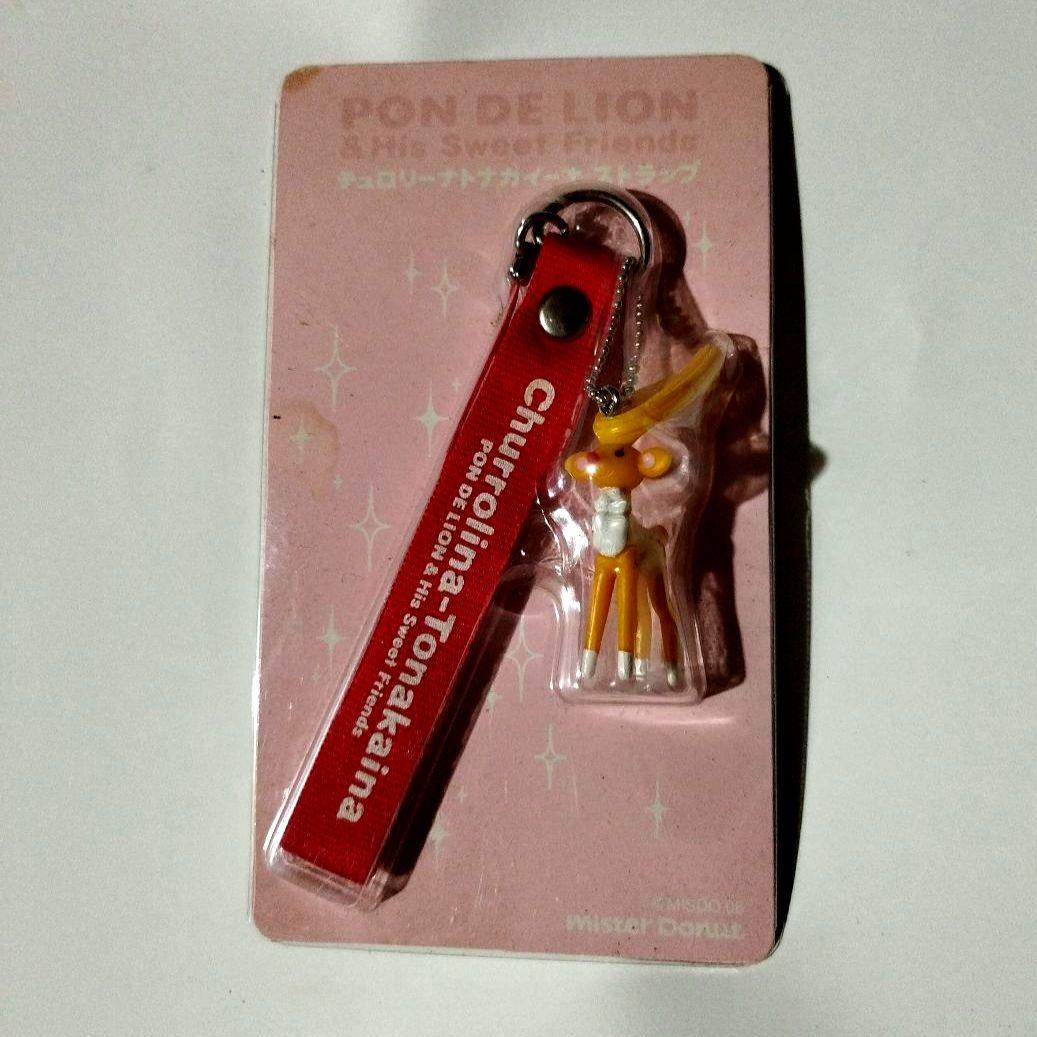 PON DE LION
& His Sweet Friends
チュロリーナトナカイーナ ストラップ
Churrolina-Tonakaina
PON DE LION & His Sweet Friends
©MISDO 06
Mister Donut